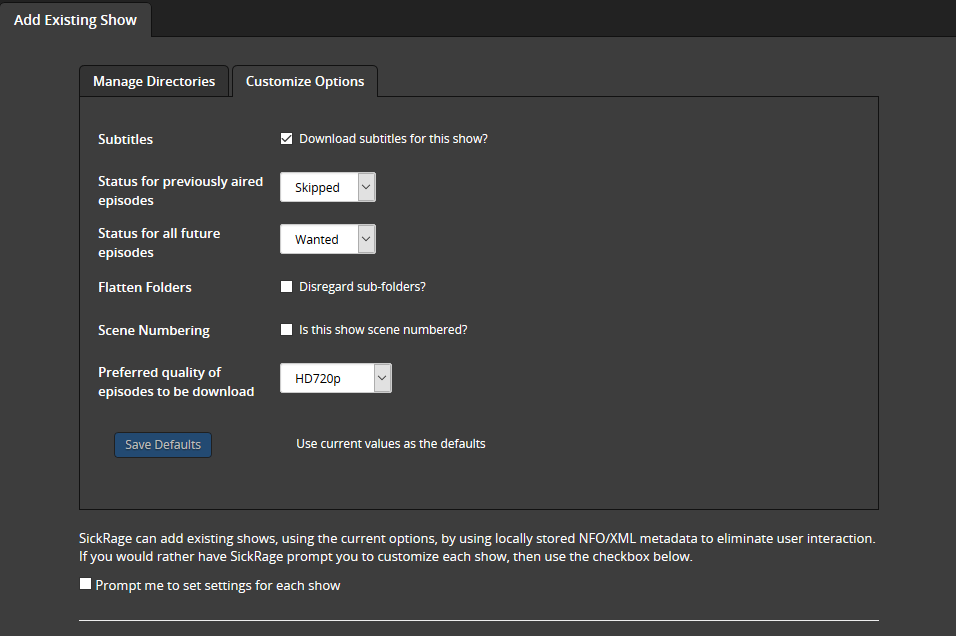 Add Existing Show
Manage Directories
Customize Options
Subtitles
Download subtitles for this show?
Status for previously aired
episodes
Skipped
Status for all future
episodes
Wanted
Flatten Folders
Disregard sub-folders?
Scene Numbering
Is this show scene numbered?
Preferred quality of
episodes to be download
HD720p
Save Defaults
Use current values as the defaults
SickRage can add existing shows, using the current options, by using locally stored NFO/XML metadata to eliminate user interaction.
If you would rather have SickRage prompt you to customize each show, then use the checkbox below.
Prompt me to set settings for each show